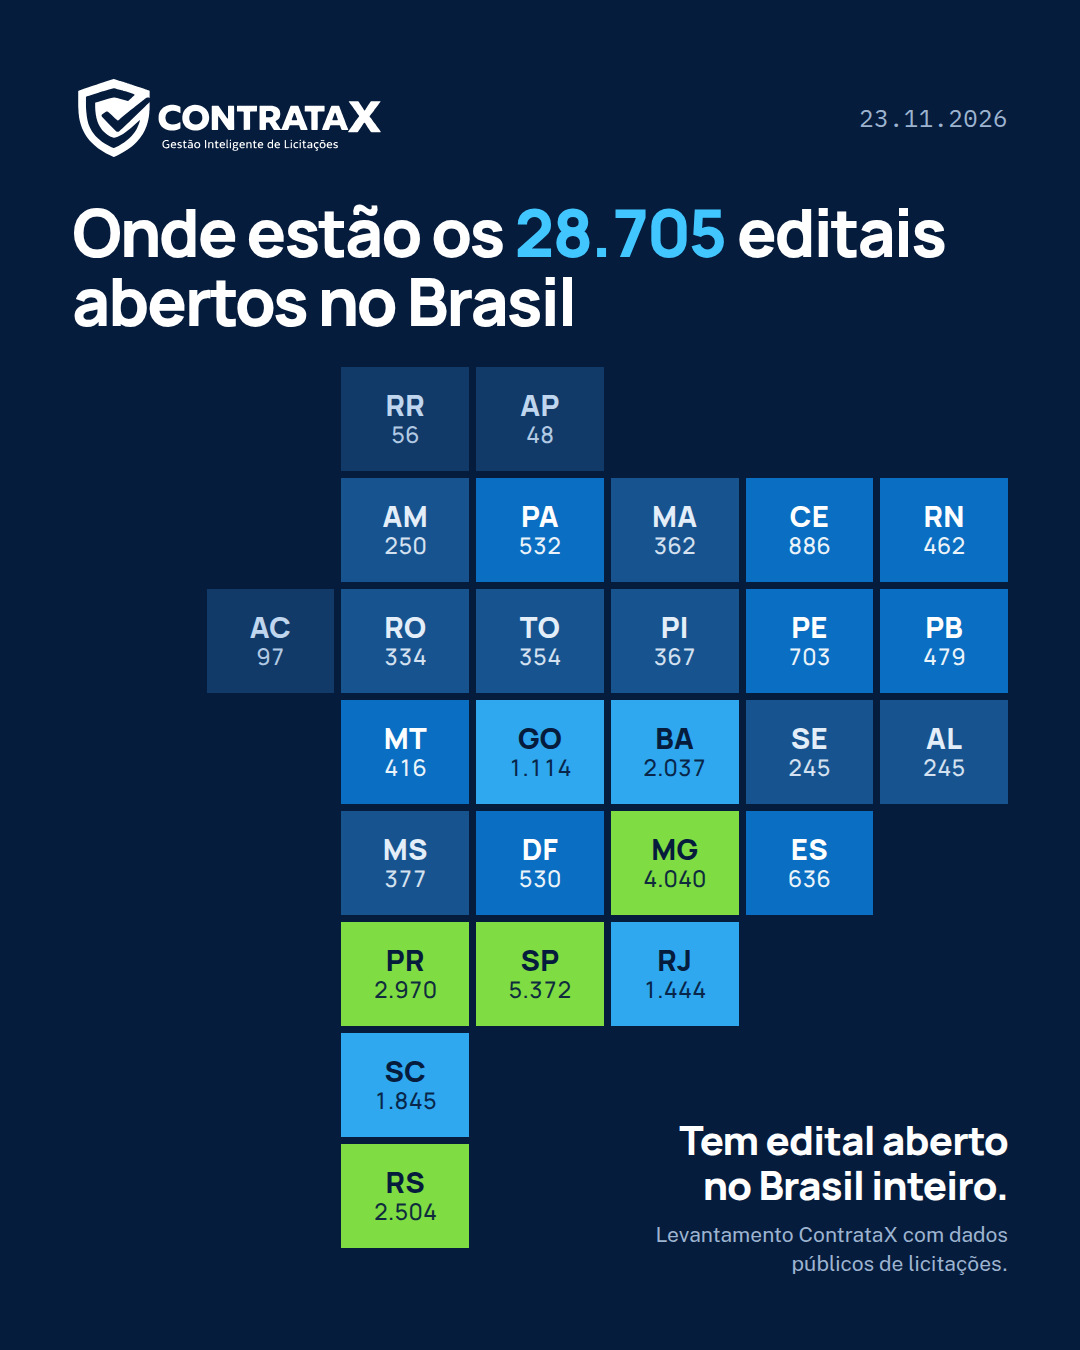 CONTRATAX
Gestão Inteligente de Licitações
23.11.2026
Onde estão os 28.705 editais
abertos no Brasil
RR
56
AP
48
AM
250
PA
532
MA
362
CE
886
RN
462
AC
97
RO
334
TO
354
PI
367
PE
703
PB
479
MT
416
GO
1.114
BA
2.037
SE
245
AL
245
MS
377
DF
530
MG
4.040
ES
636
PR
2.970
SP
5.372
RJ
1.444
SC
1.845
RS
2.504
Tem edital aberto
no Brasil inteiro.
Levantamento ContrataX com dados
públicos de licitações.